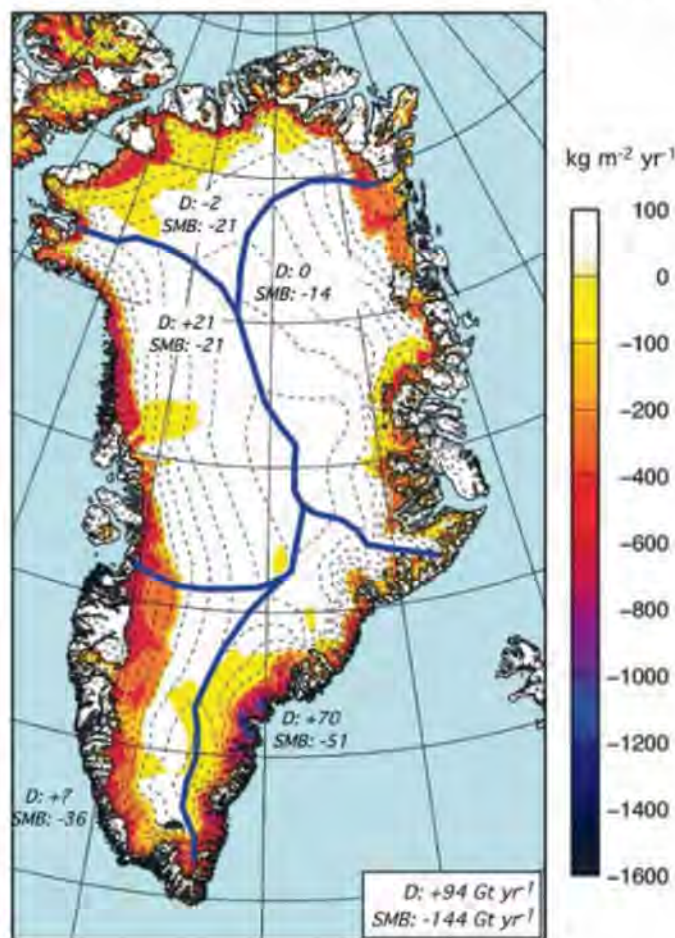 kg m-2 yr-1
100
0
-100
-200
-400
-600
-800
-1000
-1200
-1400
-1600
D: -2
SMB: -21
D: 0
SMB: -14
D: +21
SMB: -21
D: +70
SMB: -51
D: +7
SMB: -36
D: +94 Gt yr-1
SMB: -144 Gt yr-1